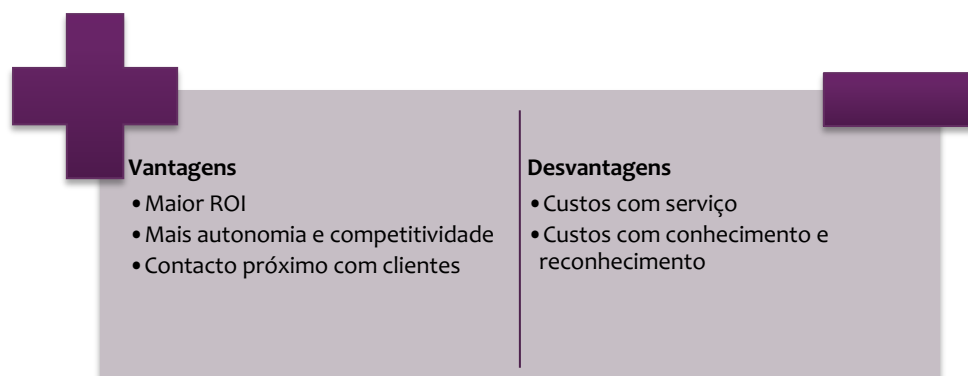 Vantagens
•Maior ROI
•Mais autonomia e competitividade
•Contacto próximo com clientes
Desvantagens
•Custos com serviço
•Custos com conhecimento e
reconhecimento